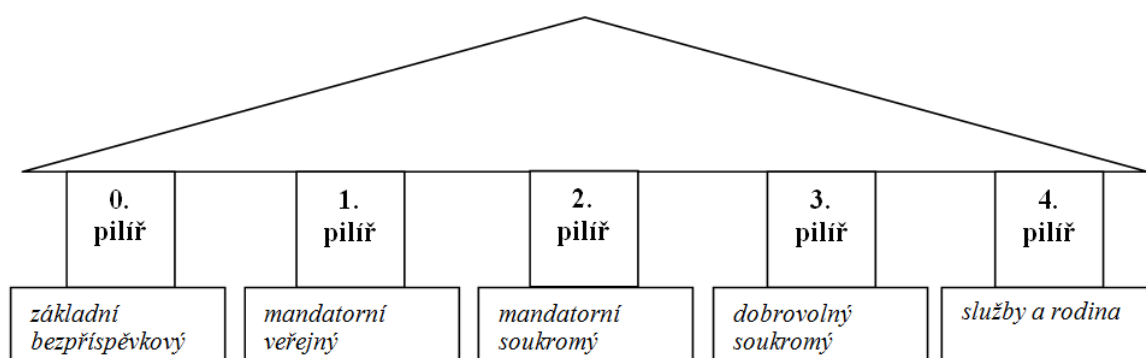 0.
pilíř
1.
pilíř
2.
pilíř
3.
pilíř
4.
pilíř
základní
bezpříspěvkový
mandatorní
veřejný
mandatorní
soukromý
dobrovolný
soukromý
služby a rodina